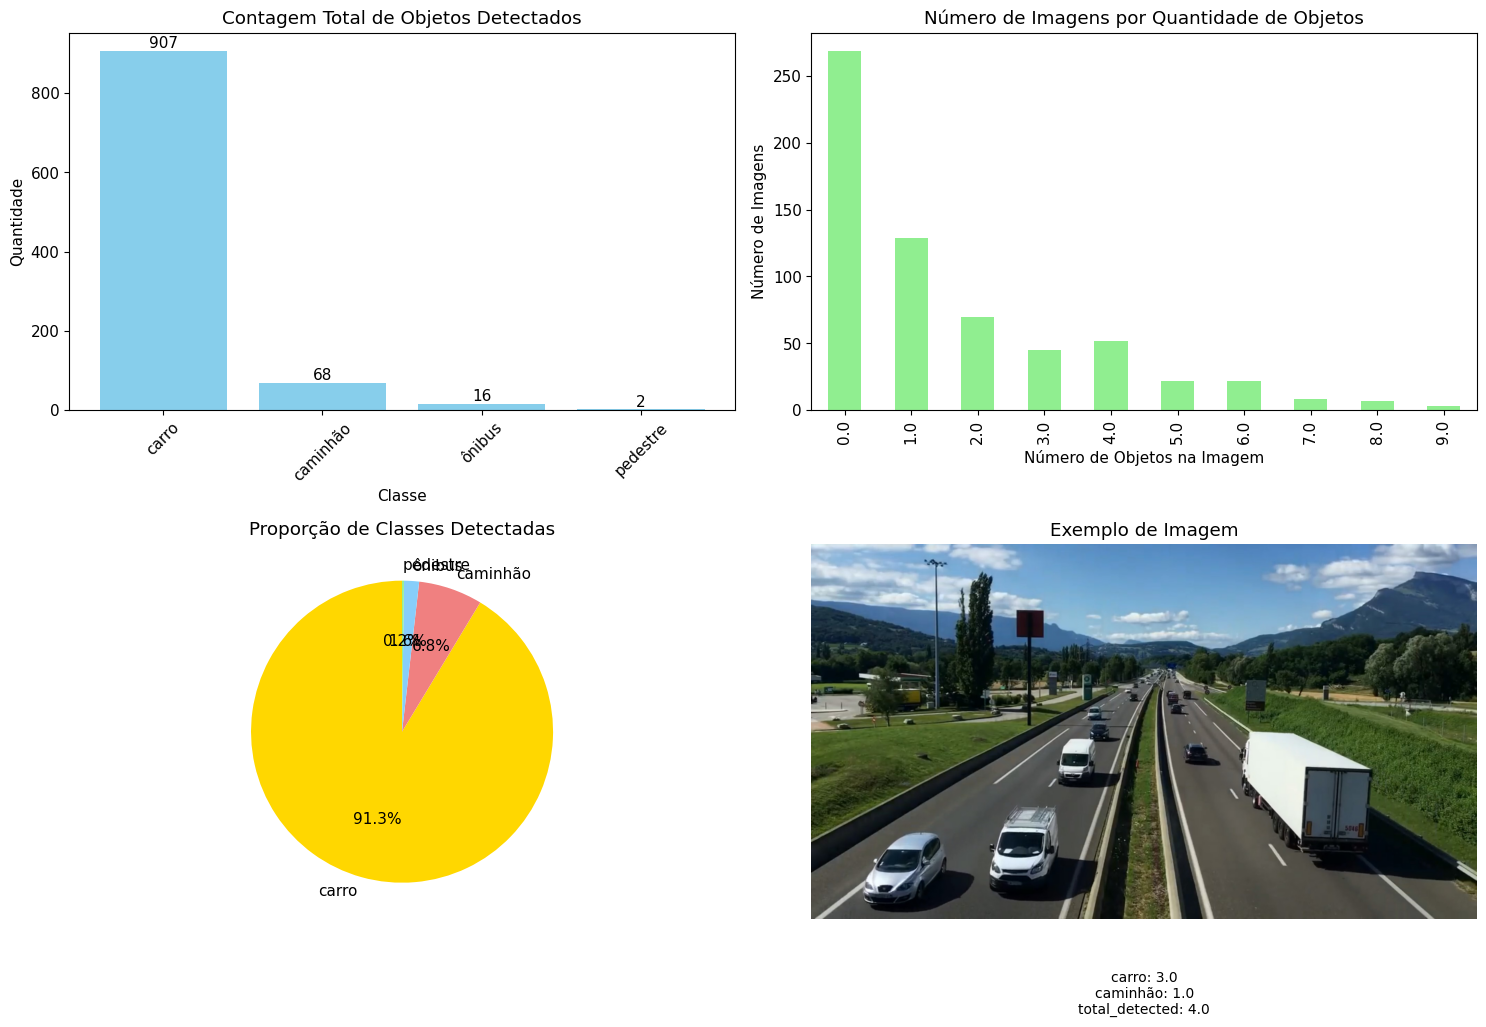 Contagem Total de Objetos Detectados
907
68
16
2
800
600
400
200
0
Quantidade
carro
caminhão
ônibus
pedestre
Classe
Número de Imagens por Quantidade de Objetos
250
200
150
100
50
0
Número de Imagens
0.0
1.0
2.0
3.0
4.0
5.0
6.0
7.0
8.0
9.0
Número de Objetos na Imagem
Proporção de Classes Detectadas
pedestre
ônibus
caminhão
0.2%
1.6%
6.8%
91.3%
carro
Exemplo de Imagem
carro: 3.0
caminhão: 1.0
total_detected: 4.0